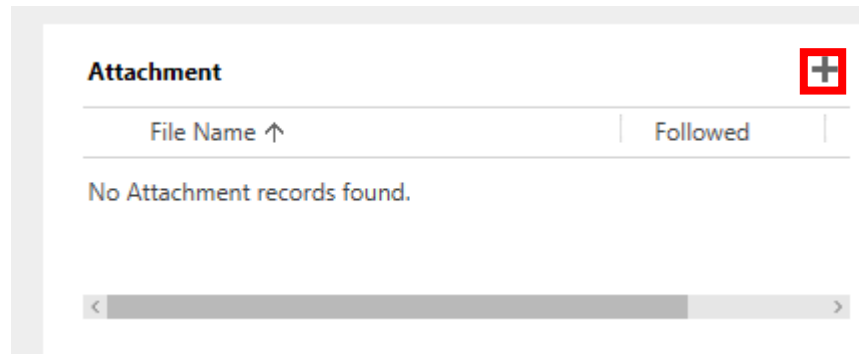 Attachment
File Name ↑ Followed
No Attachment records found.